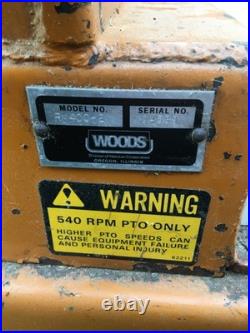 MODEL NO.
SERIAL NO.
WOODS
OREGON, ILLINOIS
WARNING
540 RPM PTO ONLY
HIGHER PTO SPEEDS CAN
CAUSE EQUIPMENT FAILURE
AND PERSONAL INJURY
62211